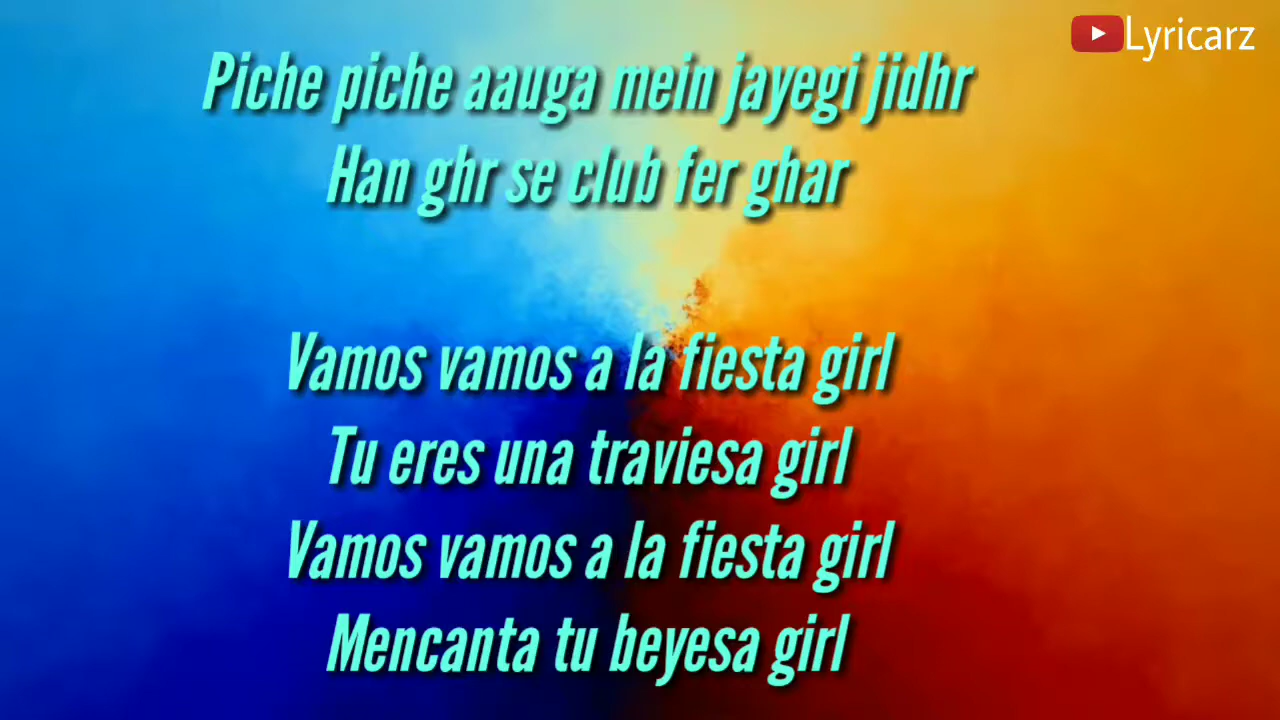 Lyricarz
Piche piche aauga mein jayegi jidhr
Han ghr se club fer ghar
Vamos vamos a la fiesta girl
Tu eres una traviesa girl
Vamos vamos a la fiesta girl
Mencanta tu beyesa girl